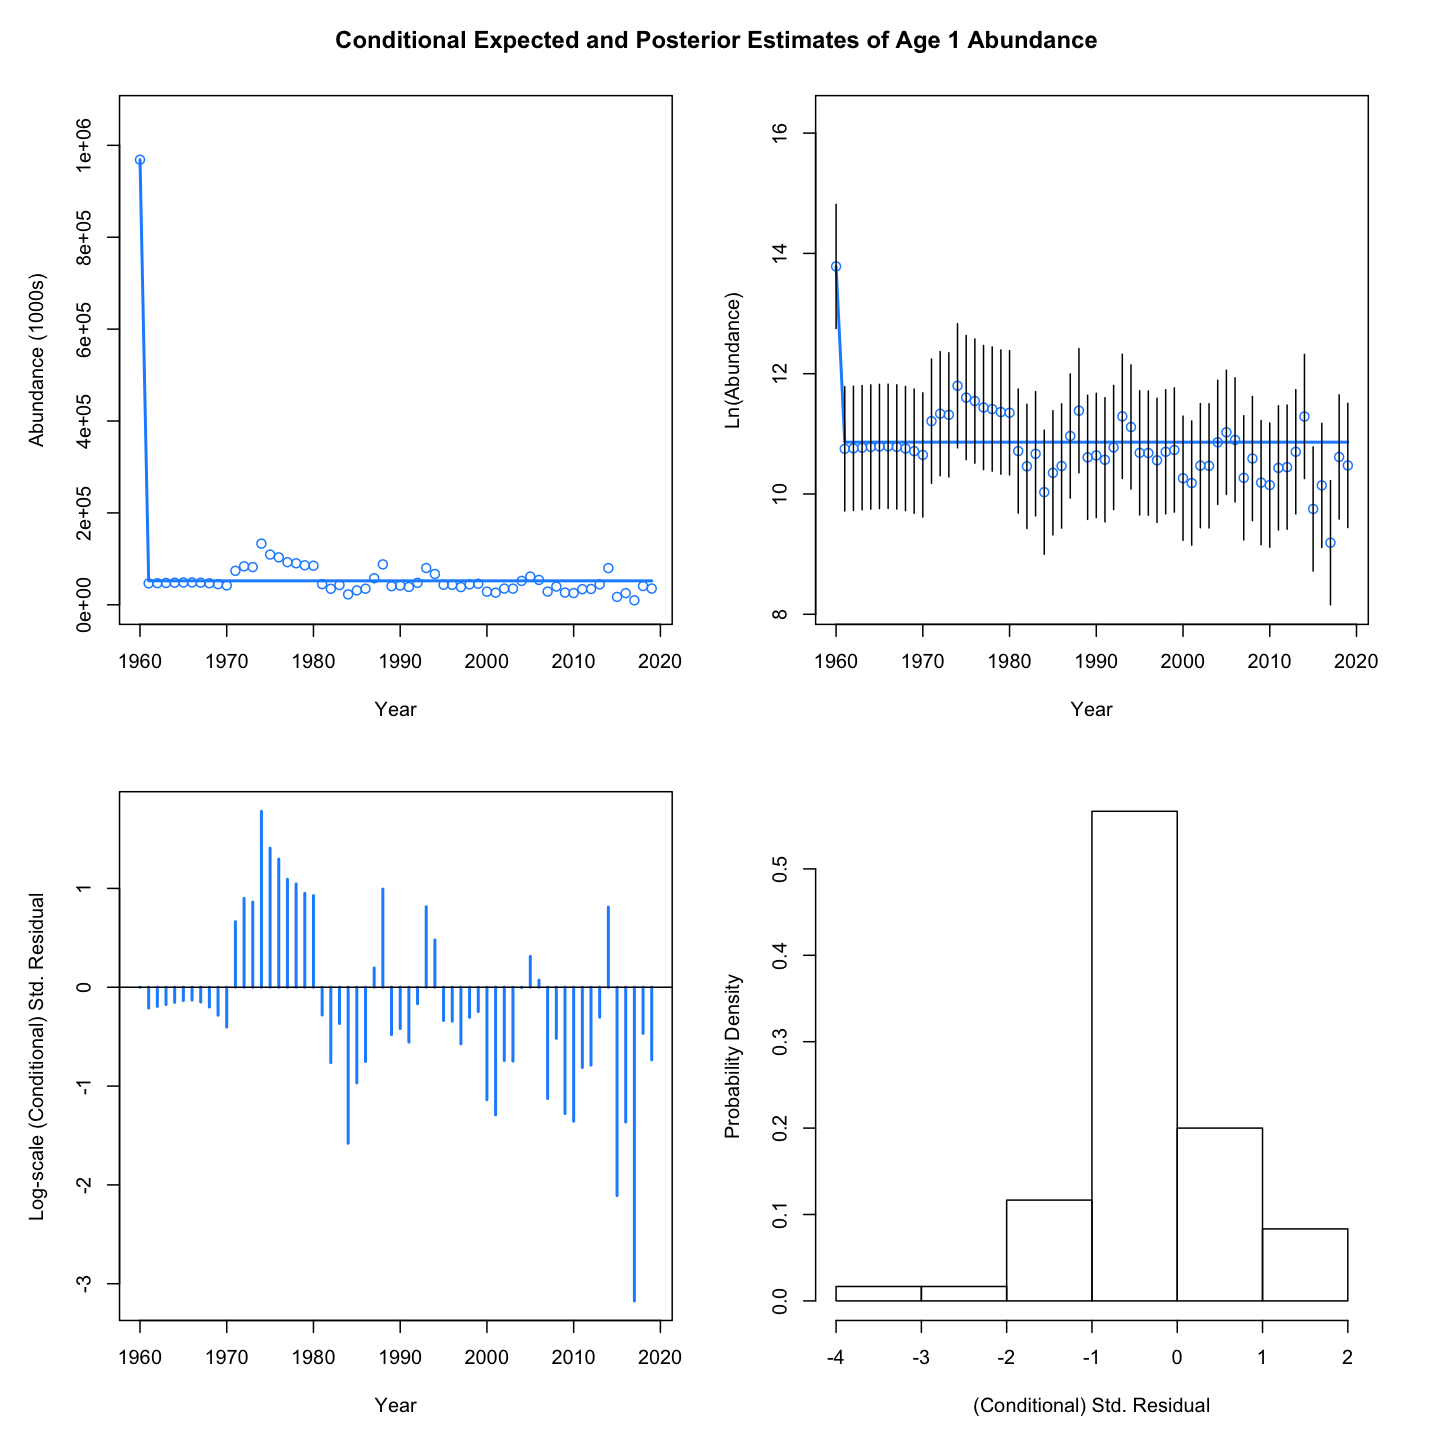 Conditional Expected and Posterior Estimates of Age 1 Abundance
Abundance (1000s)
0e+00 2e+05 4e+05 6e+05 8e+05 1e+06
1960 1970 1980 1990 2000 2010 2020
Year
Ln(Abundance)
8 10 12 14 16
1960 1970 1980 1990 2000 2010 2020
Year
Log-scale (Conditional) Std. Residual
-3 -2 -1 0 1
1960 1970 1980 1990 2000 2010 2020
Year
Probability Density
0.0 0.1 0.2 0.3 0.4 0.5
-4 -3 -2 -1 0 1 2
(Conditional) Std. Residual